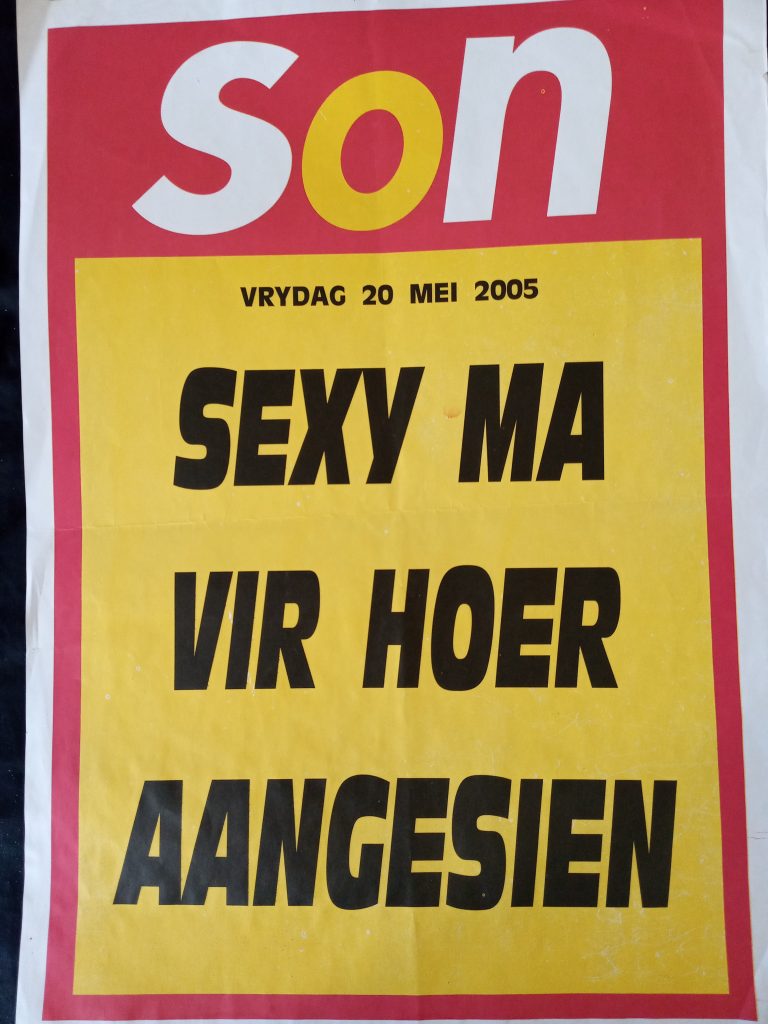 Son
VRYDAG 20 MEI 2005
SEXY MA
VIR HOER
AANGESIEN